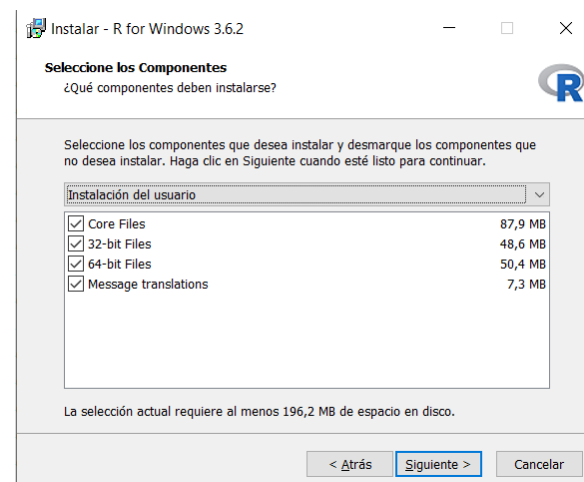 Instalar - R for Windows 3.6.2
Seleccione los Componentes
¿Qué componentes deben instalarse?
R
Seleccione los componentes que desea instalar y desmarque los componentes que
no desea instalar. Haga clic en Siguiente cuando esté listo para continuar.
Instalación del usuario
Core Files 87,9 MB
32-bit Files 48,6 MB
64-bit Files 50,4 MB
Message translations 7,3 MB
La selección actual requiere al menos 196,2 MB de espacio en disco.
< Atrás Siguiente > Cancelar